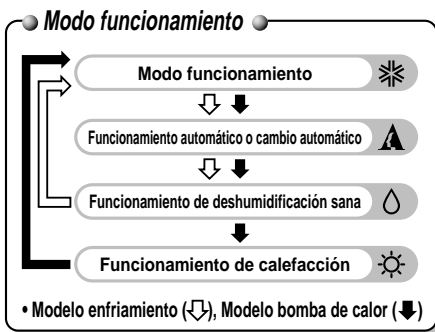 Modo funcionamiento
Modo funcionamiento
Funcionamiento automático o cambio automático
Funcionamiento de deshumidificación sana
Funcionamiento de calefacción
• Modelo enfriamiento (⇩), Modelo bomba de calor (⬇)